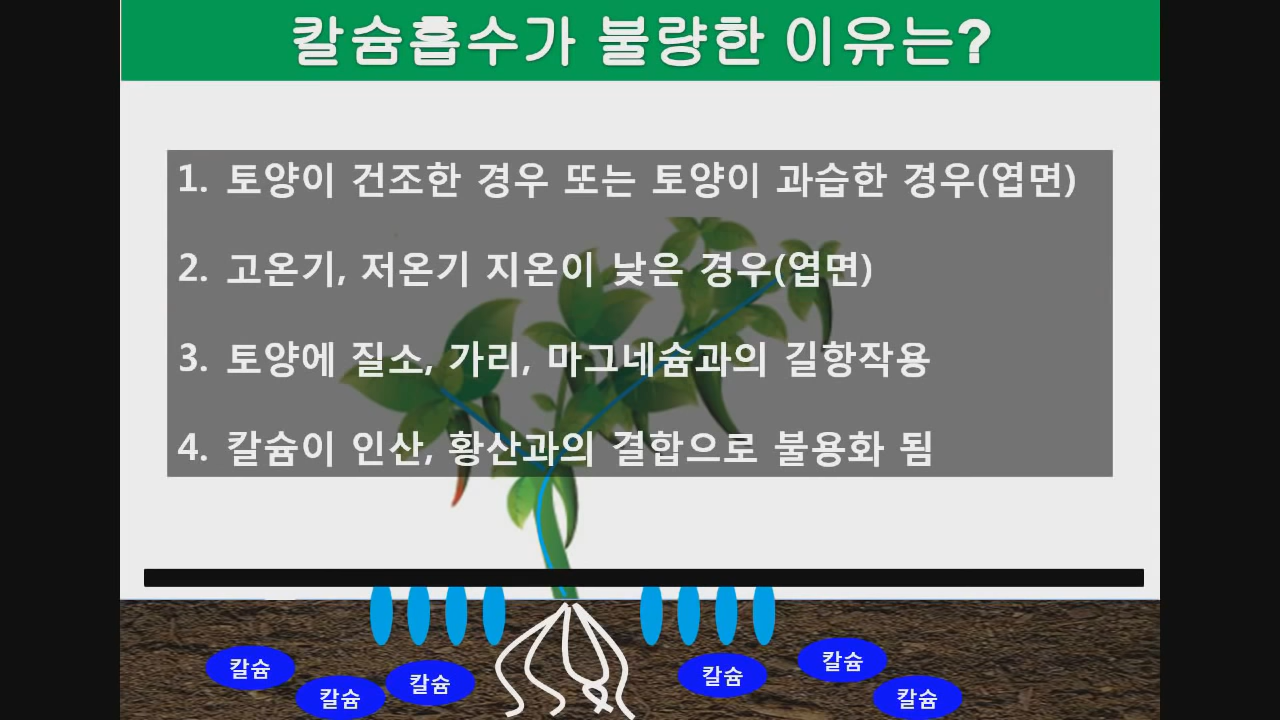 칼슘흡수가 불량한 이유는?
1. 토양이 건조한 경우 또는 토양이 과습한 경우(엽면)
2. 고온기, 저온기 지온이 낮은 경우(엽면)
3. 토양에 질소, 가리, 마그네슘과의 길항작용
4. 칼슘이 인산, 황산과의 결합으로 불용화 됨
칼슘
칼슘
칼슘
칼슘
칼슘
칼슘